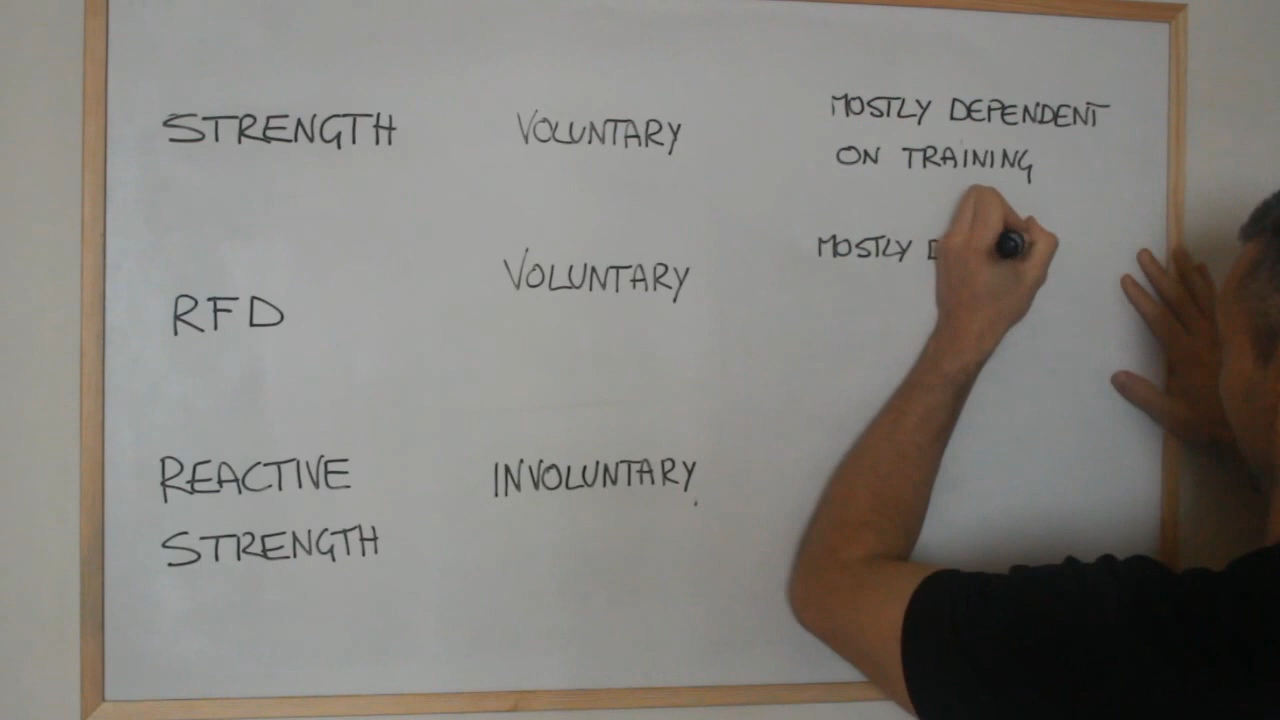 STRENGTH VOLUNTARY MOSTLY DEPENDENT
ON TRAINING
RFD VOLUNTARY MOSTLY
REACTIVE INVOLUNTARY
STRENGTH